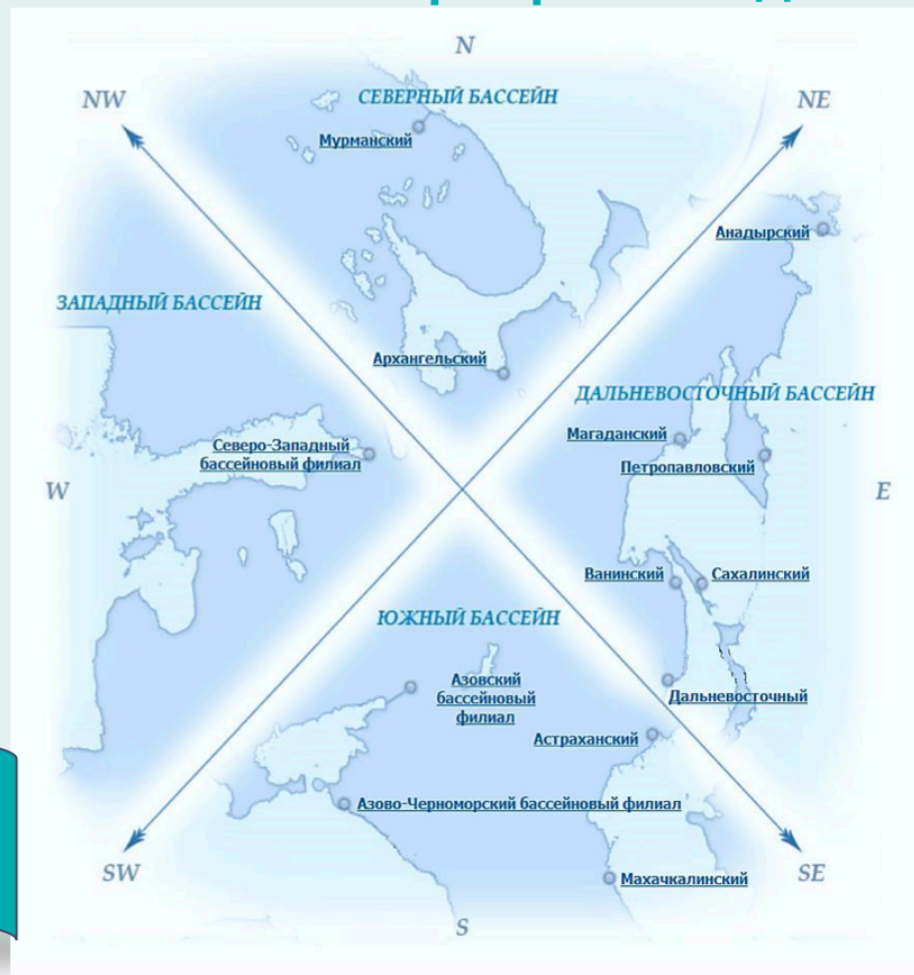 N
NW
СЕВЕРНЫЙ БАССЕЙН
NE
Мурманский
Анадырский
ЗАПАДНЫЙ БАССЕЙН
Архангельский
ДАЛЬНЕВОСТОЧНЫЙ БАССЕЙН
Магаданский
Северо-Западный
бассейновый филиал
Петропавловский
W
E
Ванинский
Сахалинский
ЮЖНЫЙ БАССЕЙН
Азовский
бассейновый
филиал
Дальневосточный
Астраханский
Азово-Черноморский бассейновый филиал
SW
SE
Махачкалинский
S